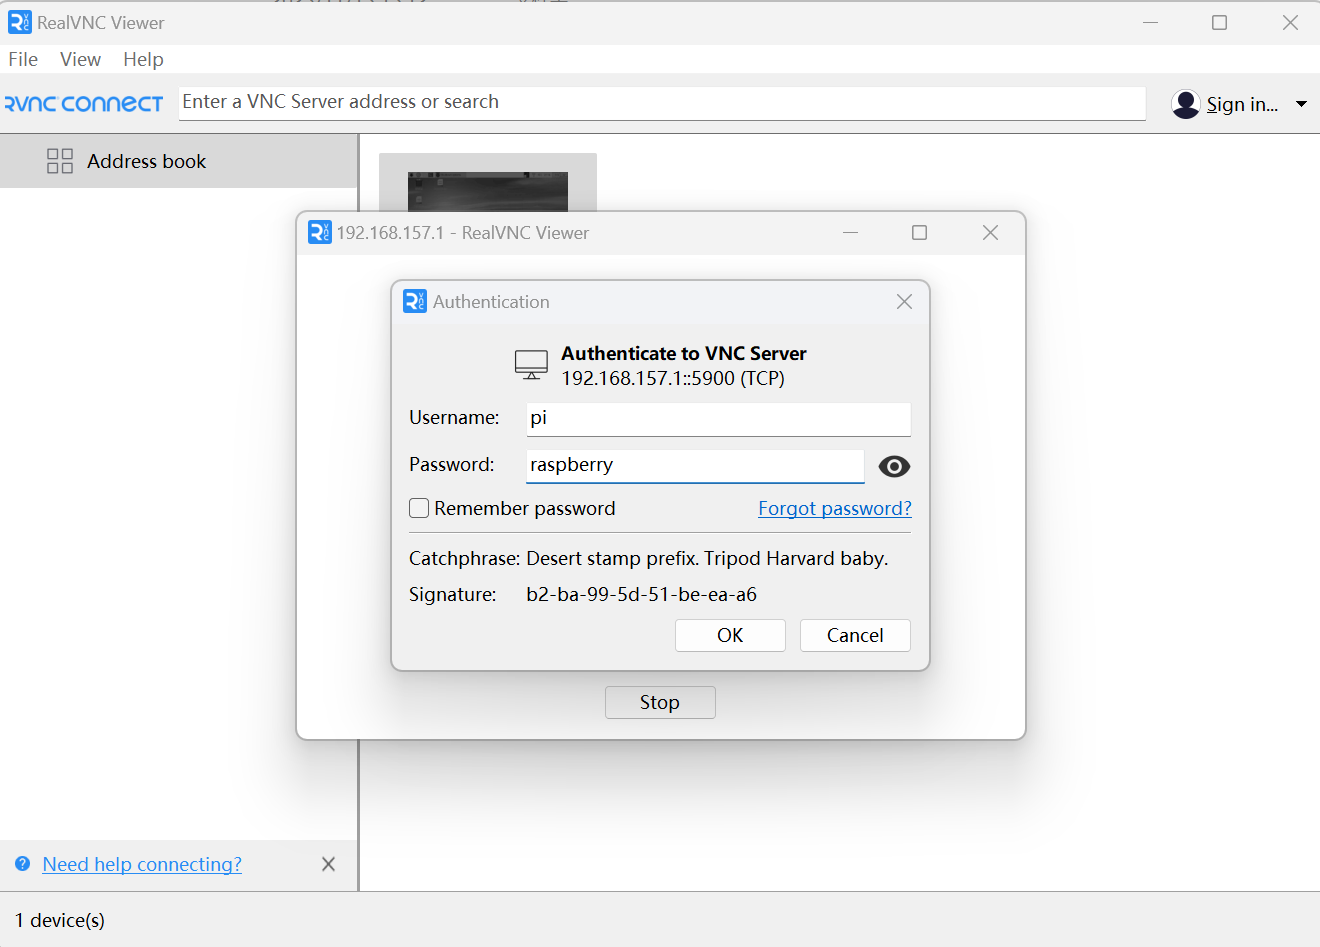 RealVNC Viewer
File View Help
RVNC CONNECT
Enter a VNC Server address or search
Sign in...
Address book
192.168.157.1 - RealVNC Viewer
Authentication
Authenticate to VNC Server
192.168.157.1::5900 (TCP)
Username: pi
Password: raspberry
Remember password
Forgot password?
Catchphrase: Desert stamp prefix. Tripod Harvard baby.
Signature: b2-ba-99-5d-51-be-ea-a6
OK Cancel
Stop
Need help connecting?
1 device(s)